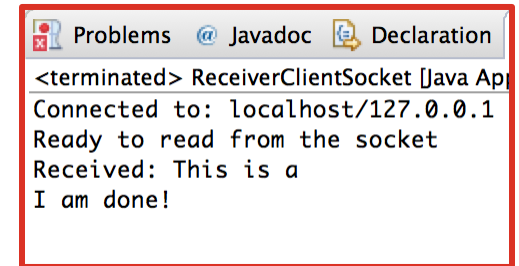 Problems @ Javadoc Declaration
<terminated> ReceiverClientSocket [Java App
Connected to: localhost/127.0.0.1
Ready to read from the socket
Received: This is a
I am done!